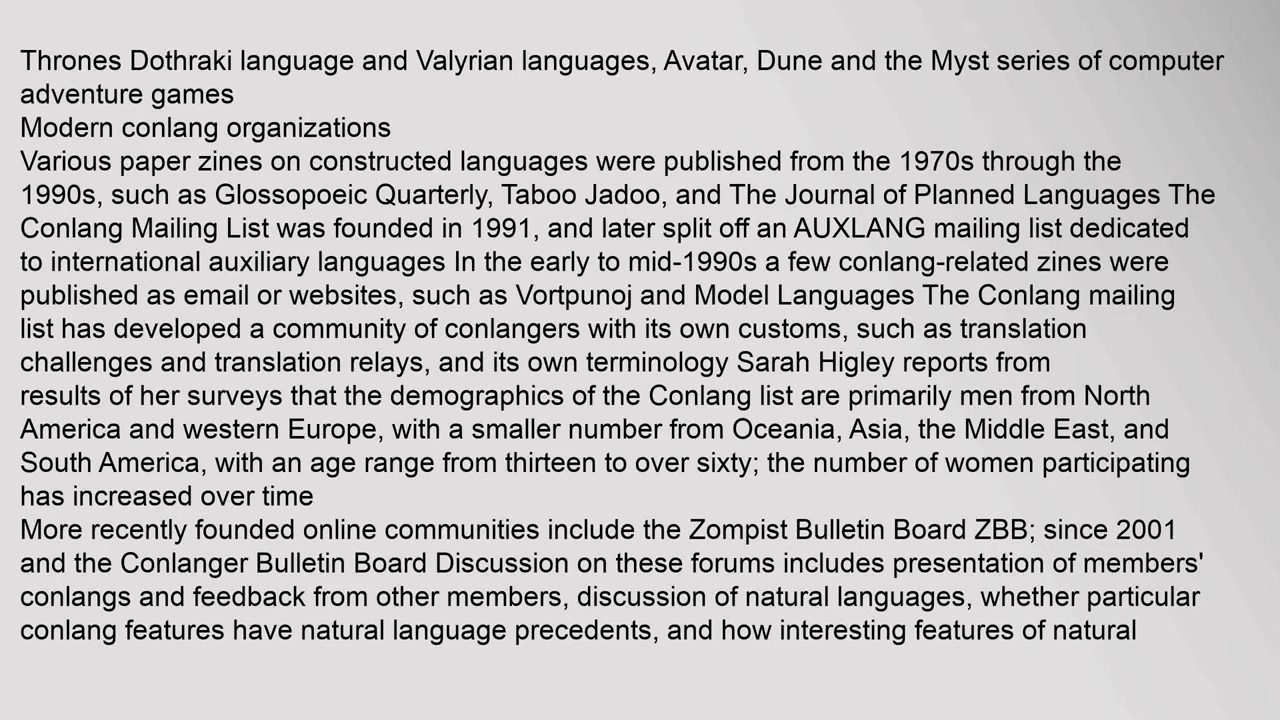 Thrones Dothraki language and Valyrian languages, Avatar, Dune and the Myst series of computer
adventure games
Modern conlang organizations
Various paper zines on constructed languages were published from the 1970s through the
1990s, such as Glossopoeic Quarterly, Taboo Jadoo, and The Journal of Planned Languages The
Conlang Mailing List was founded in 1991, and later split off an AUXLANG mailing list dedicated
to international auxiliary languages In the early to mid-1990s a few conlang-related zines were
published as email or websites, such as Vortpunoj and Model Languages The Conlang mailing
list has developed a community of conlangers with its own customs, such as translation
challenges and translation relays, and its own terminology Sarah Higley reports from
results of her surveys that the demographics of the Conlang list are primarily men from North
America and western Europe, with a smaller number from Oceania, Asia, the Middle East, and
South America, with an age range from thirteen to over sixty; the number of women participating
has increased over time
More recently founded online communities include the Zompist Bulletin Board ZBB; since 2001
and the Conlanger Bulletin Board Discussion on these forums includes presentation of members'
conlangs and feedback from other members, discussion of natural languages, whether particular
conlang features have natural language precedents, and how interesting features of natural